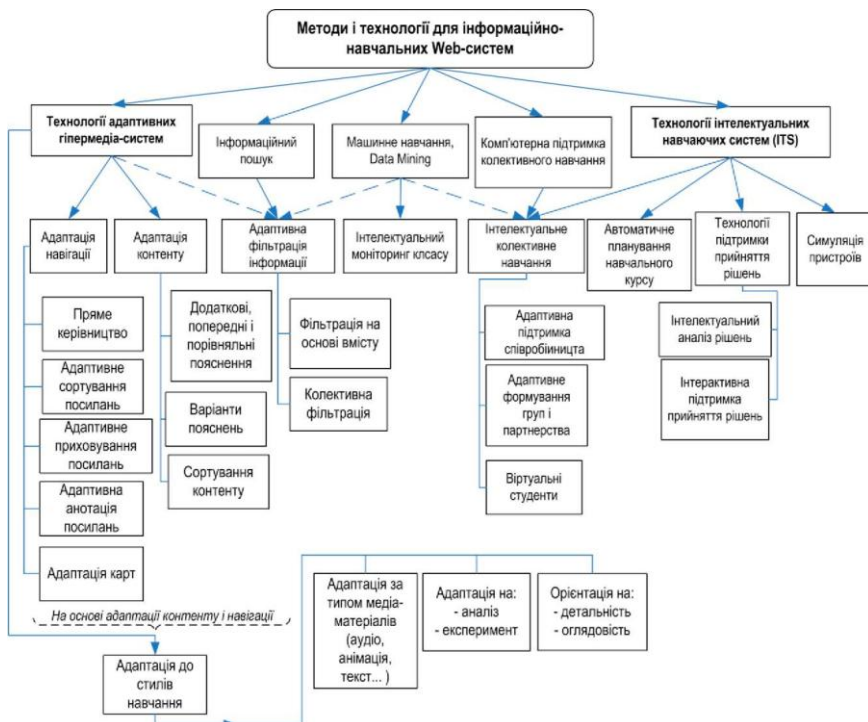 Методи і технології для інформаційно-
навчальних Web-систем
Технології адаптивних
гіпермедіа-систем
Інформаційний
пошук
Машинне навчання,
Data Mining
Комп'ютерна підтримка
колективного навчання
Технології інтелектуальних
навчаючих систем (ITS)
Адаптація
навігації
Адаптація
контенту
Адаптивна
фільтрація
інформації
Інтелектуальний
моніторинг клсасу
Інтелектуальне
колективне
навчання
Автоматичне
планування
навчального
курсу
Технології
підтримки
прийняття
рішень
Симуляція
пристроїв
Пряме
керівництво
Адаптивне
сортування
посилань
Адаптивне
приховування
посилань
Адаптивна
анотація
посилань
Адаптація карт
Додаткові,
попередні і
порівняльні
пояснення
Варіанти
пояснень
Сортування
контенту
Фільтрація на
основі вмісту
Колективна
фільтрація
Адаптивна
підтримка
співробіиницта
Адаптивне
формування
груп і
партнерства
Віртуальні
студенти
Інтелектуальний
аналіз рішень
Інтерактивна
підтримка
прийняття рішень
На основі адаптації контенту і навігації
Адаптація до
стилів
навчання
Адаптація за
типом медіа-
матеріалів
(аудіо,
анімація,
текст... )
Адаптація на:
- аналіз
- експеримент
Орієнтація на:
- детальність
- оглядовість